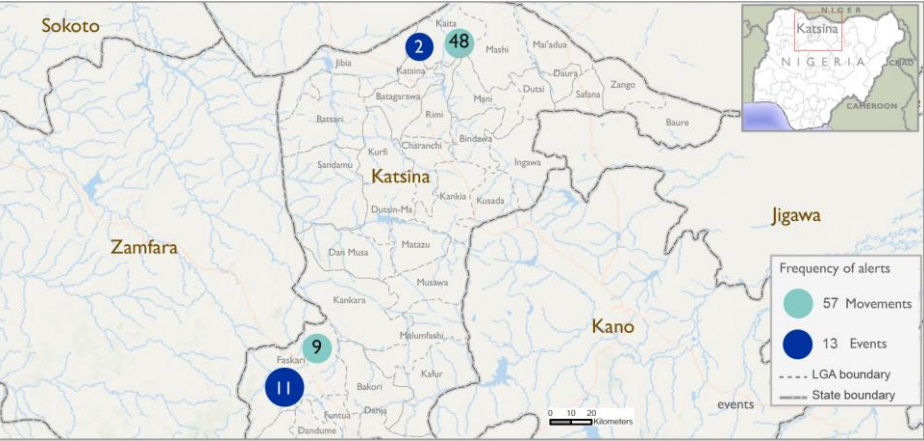 Sokoto
Kaita
2
48
Mashi
Mai'adua
Jibia
Katsina
Daura
Zango
Dutsi
Safana
Batagarawa
Mani
Batsari
Rimi
Baure
Bindawa
Charanchi
Kurfi
Sandamu
Ingawa
Katsina
Kankia
Kusada
Dutsin-Ma
Jigawa
Zamfara
Matazu
Dan Musa
Musawa
Kankara
Kano
Malumfashi
9
Faskari
Kafur
11
Bakori
Danja
Funtua
Dandume
events
0 10 20
Kilometers
NIGER
Katsina
NIGERIA
CHAD
CAMEROON
Frequency of alerts
57 Movements
13 Events
LGA boundary
State boundary